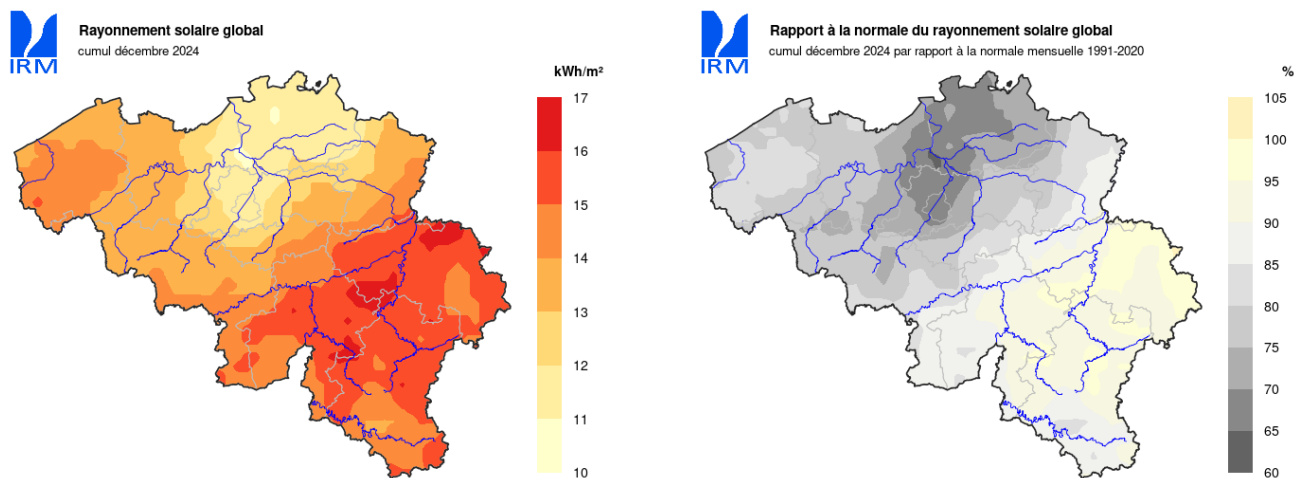 Rayonnement solaire global
cumul décembre 2024
IRM
kWh/m²
17
16
15
14
13
12
11
10
Rapport à la normale du rayonnement solaire global
cumul décembre 2024 par rapport à la normale mensuelle 1991-2020
IRM
%
105
100
95
90
85
80
75
70
65
60